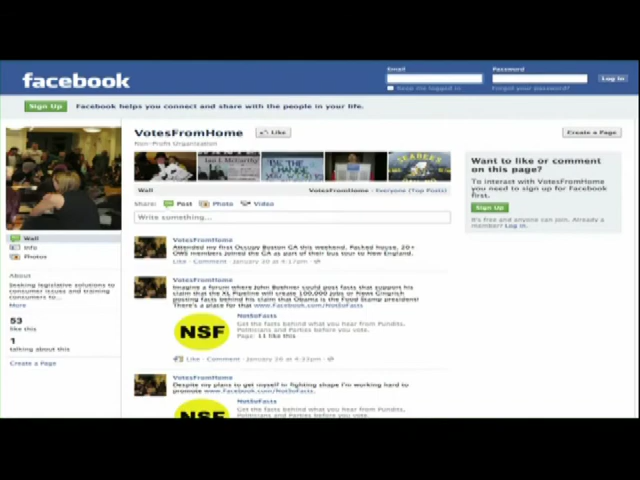 facebook
Email
Password
Keep me logged in
Forgot your password?
Log In
Sign Up
Facebook helps you connect and share with the people in your life.
VotesFromHome
Like
Create a Page
Non-Profit Organization
WANTS
Ian J. McCarthy
BE THE
CHANGE
YOU WISH
SEABEES
Wall
VotesFromHome · Everyone (Top Posts)
Share:
Post
Photo
Video
Write something...
Want to like or comment
on this page?
To interact with VotesFromHome
you need to sign up for Facebook
first.
Sign Up
It's free and anyone can join. Already a
member? Log in.
Wall
Info
Photos
About
Seeking legislative solutions to
consumer issues and training
consumers to...
More
53
like this
1
talking about this
Create a Page
VotesFromHome
Attended my first Occupy Boston GA this weekend. Packed house, 20+
OWS members joined the GA as part of their bus tour to New England.
Like · Comment · January 28 at 4:17pm
VotesFromHome
Imagine a forum where John Boehner could post facts that support his
claim that the XL Pipeline will create 100,000 jobs or News Gingrich
posting facts behind his claim that Obama is the Food Stamp president!
There's a place for that www.Facebook.com/NotSoFacts
NSF
NotSoFacts
Get the facts behind what you hear from Pundits,
Politicians and Parties before you vote.
Page: 11 like this
Like · Comment · January 26 at 4:33pm
VotesFromHome
Despite my plans to get myself in fighting shape I'm working hard to
promote www.Facebook.com/NotSoFacts.
NSF
NotSoFacts
Get the facts behind what you hear from Pundits,
Politicians and Parties before you vote.